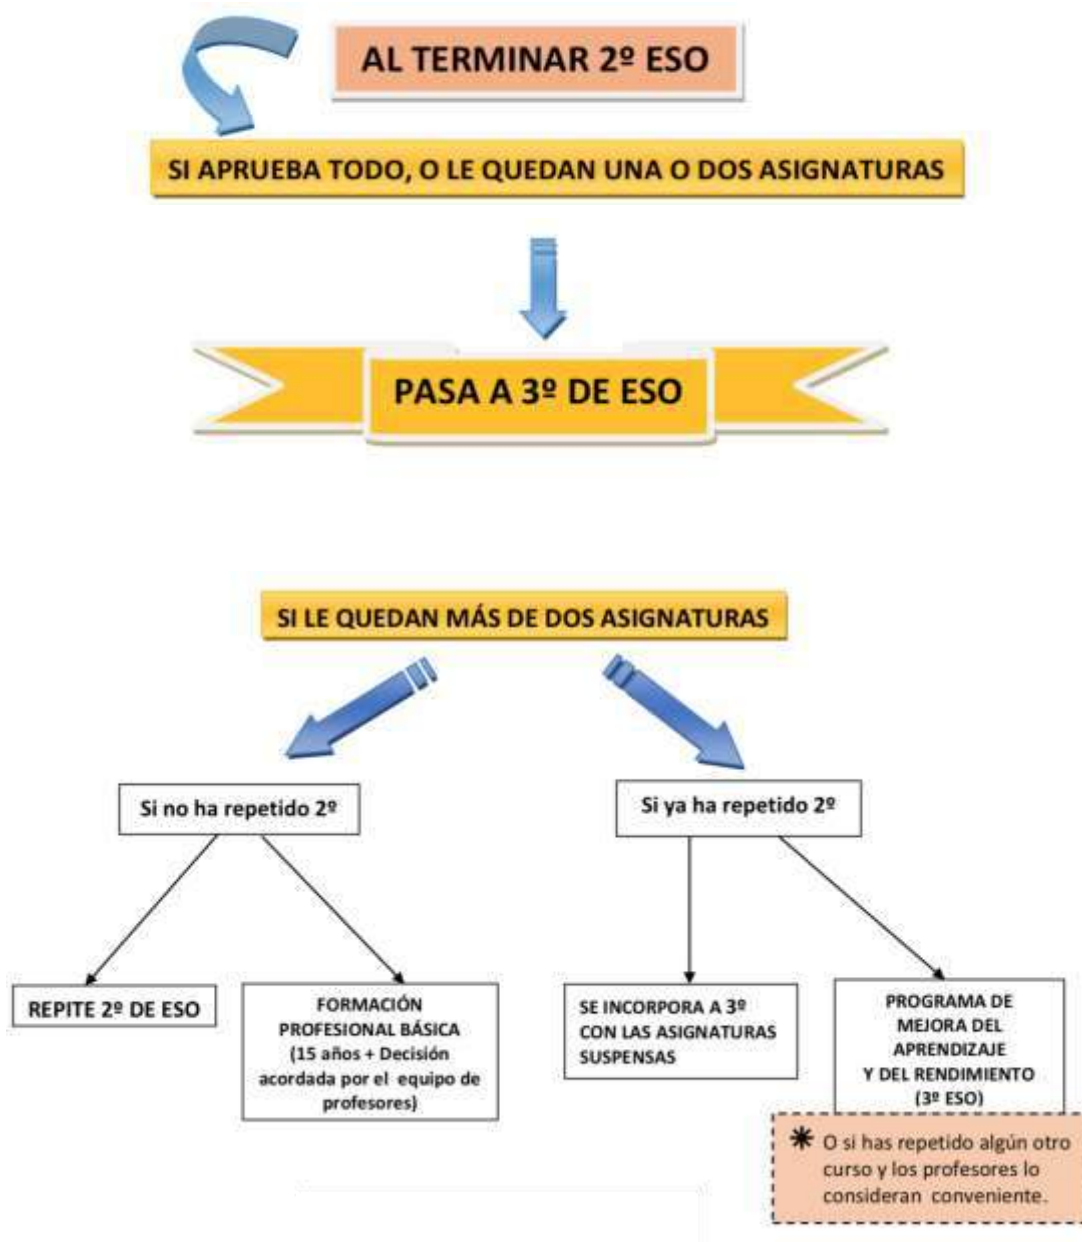 AL TERMINAR 2º ESO
SI APRUEBA TODO, O LE QUEDAN UNA O DOS ASIGNATURAS
PASA A 3º DE ESO
SI LE QUEDAN MÁS DE DOS ASIGNATURAS
Si no ha repetido 2º
Si ya ha repetido 2º
REPITE 2º DE ESO
FORMACIÓN
PROFESIONAL BÁSICA
(15 años + Decisión
acordada por el equipo de
profesores)
SE INCORPORA A 3º
CON LAS ASIGNATURAS
SUSPENSAS
PROGRAMA DE
MEJORA DEL
APRENDIZAJE
Y DEL RENDIMIENTO
(3º ESO)
* O si has repetido algún otro
curso y los profesores lo
consideran conveniente.